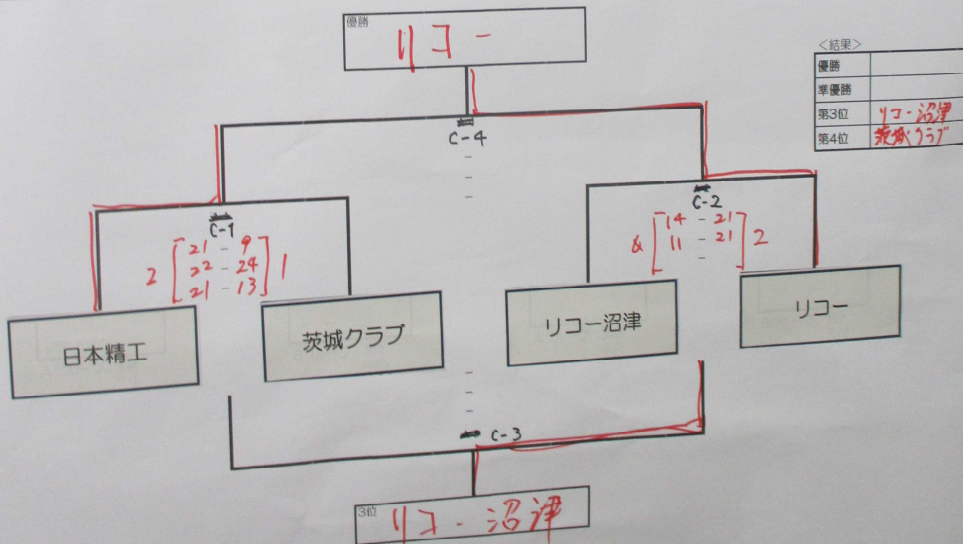 優勝
リコー
<結果>
優勝
準優勝
第3位 リコー沼津
第4位 茨城クラブ
C-4
C-1
C-2
21 - 9
2 22 - 24 1
21 - 13
14 - 21
11 - 21 2
-
日本精工
茨城クラブ
リコー沼津
リコー
C-3
3位
リコー沼津